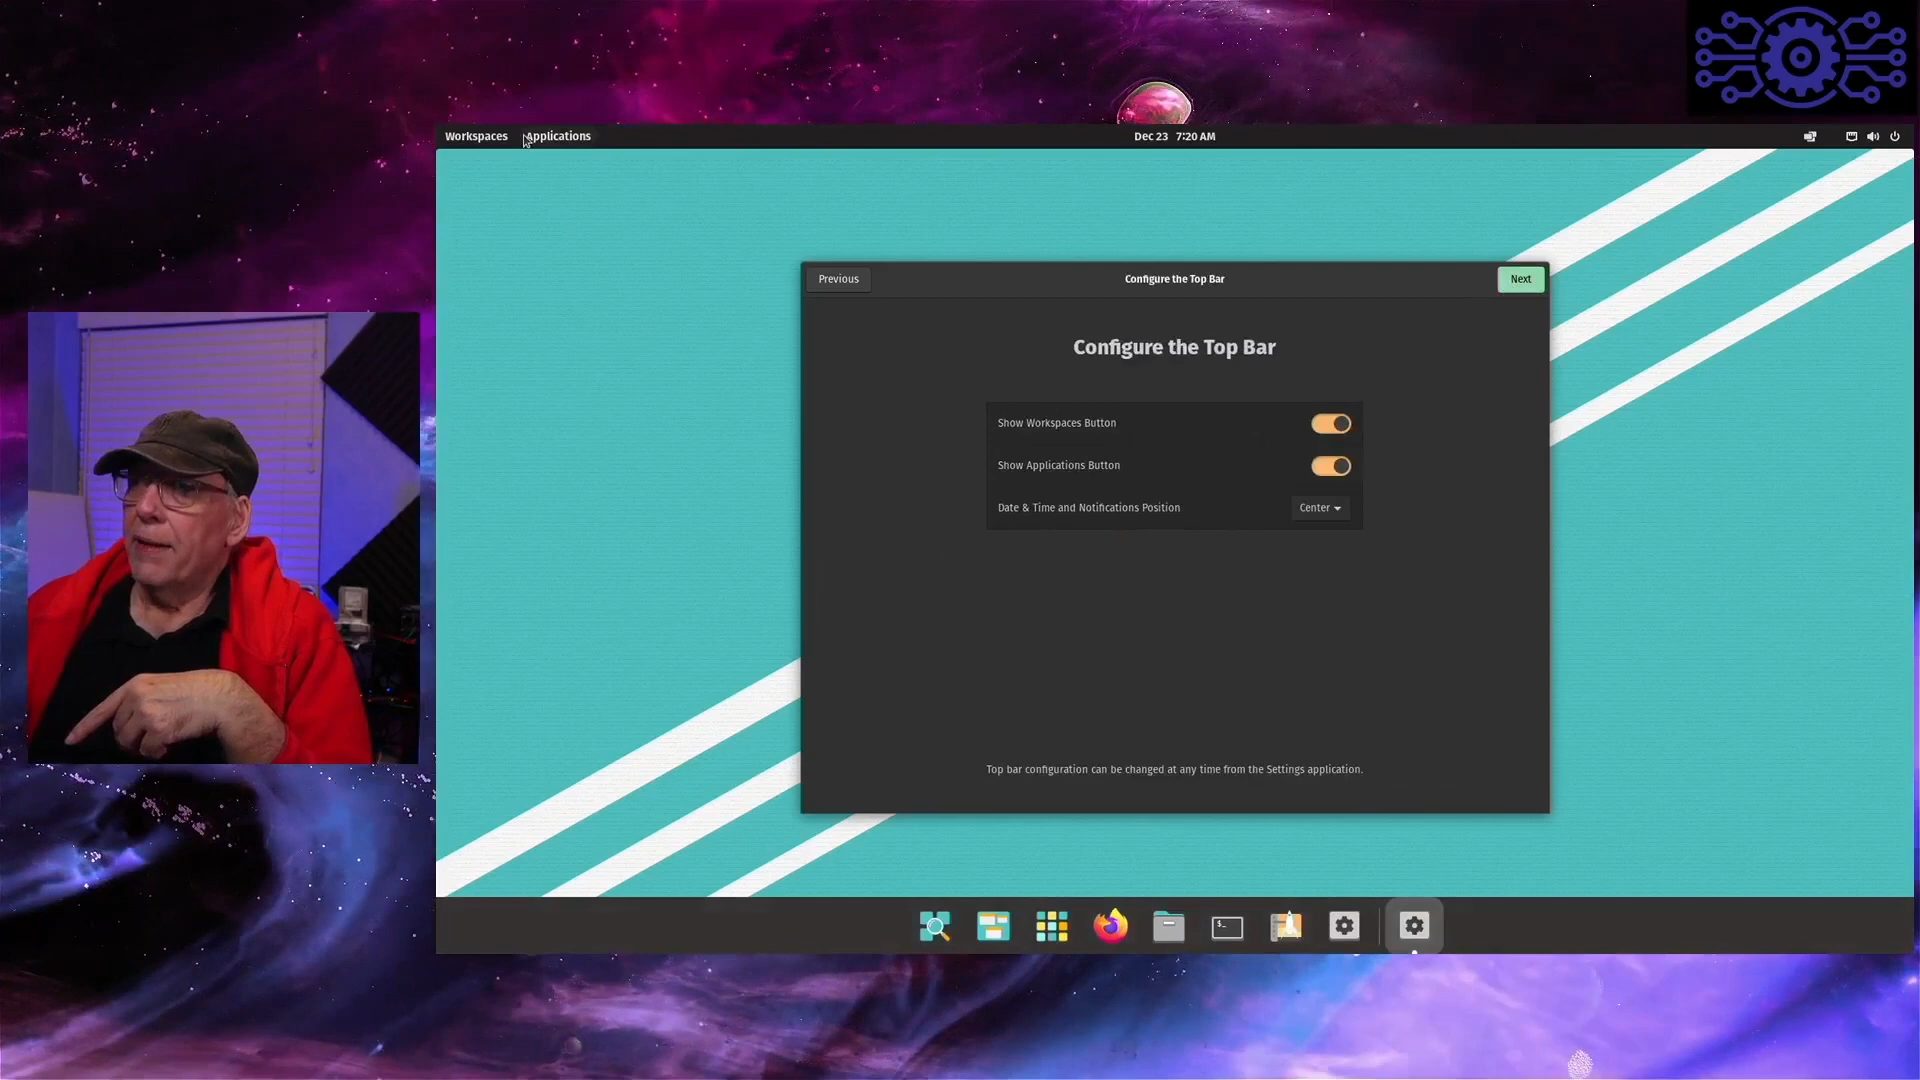 Workspaces
Applications
Dec 23 7:20 AM
Previous
Configure the Top Bar
Next
Configure the Top Bar
Show Workspaces Button
Show Applications Button
Date & Time and Notifications Position
Center
Top bar configuration can be changed at any time from the Settings application.
$_